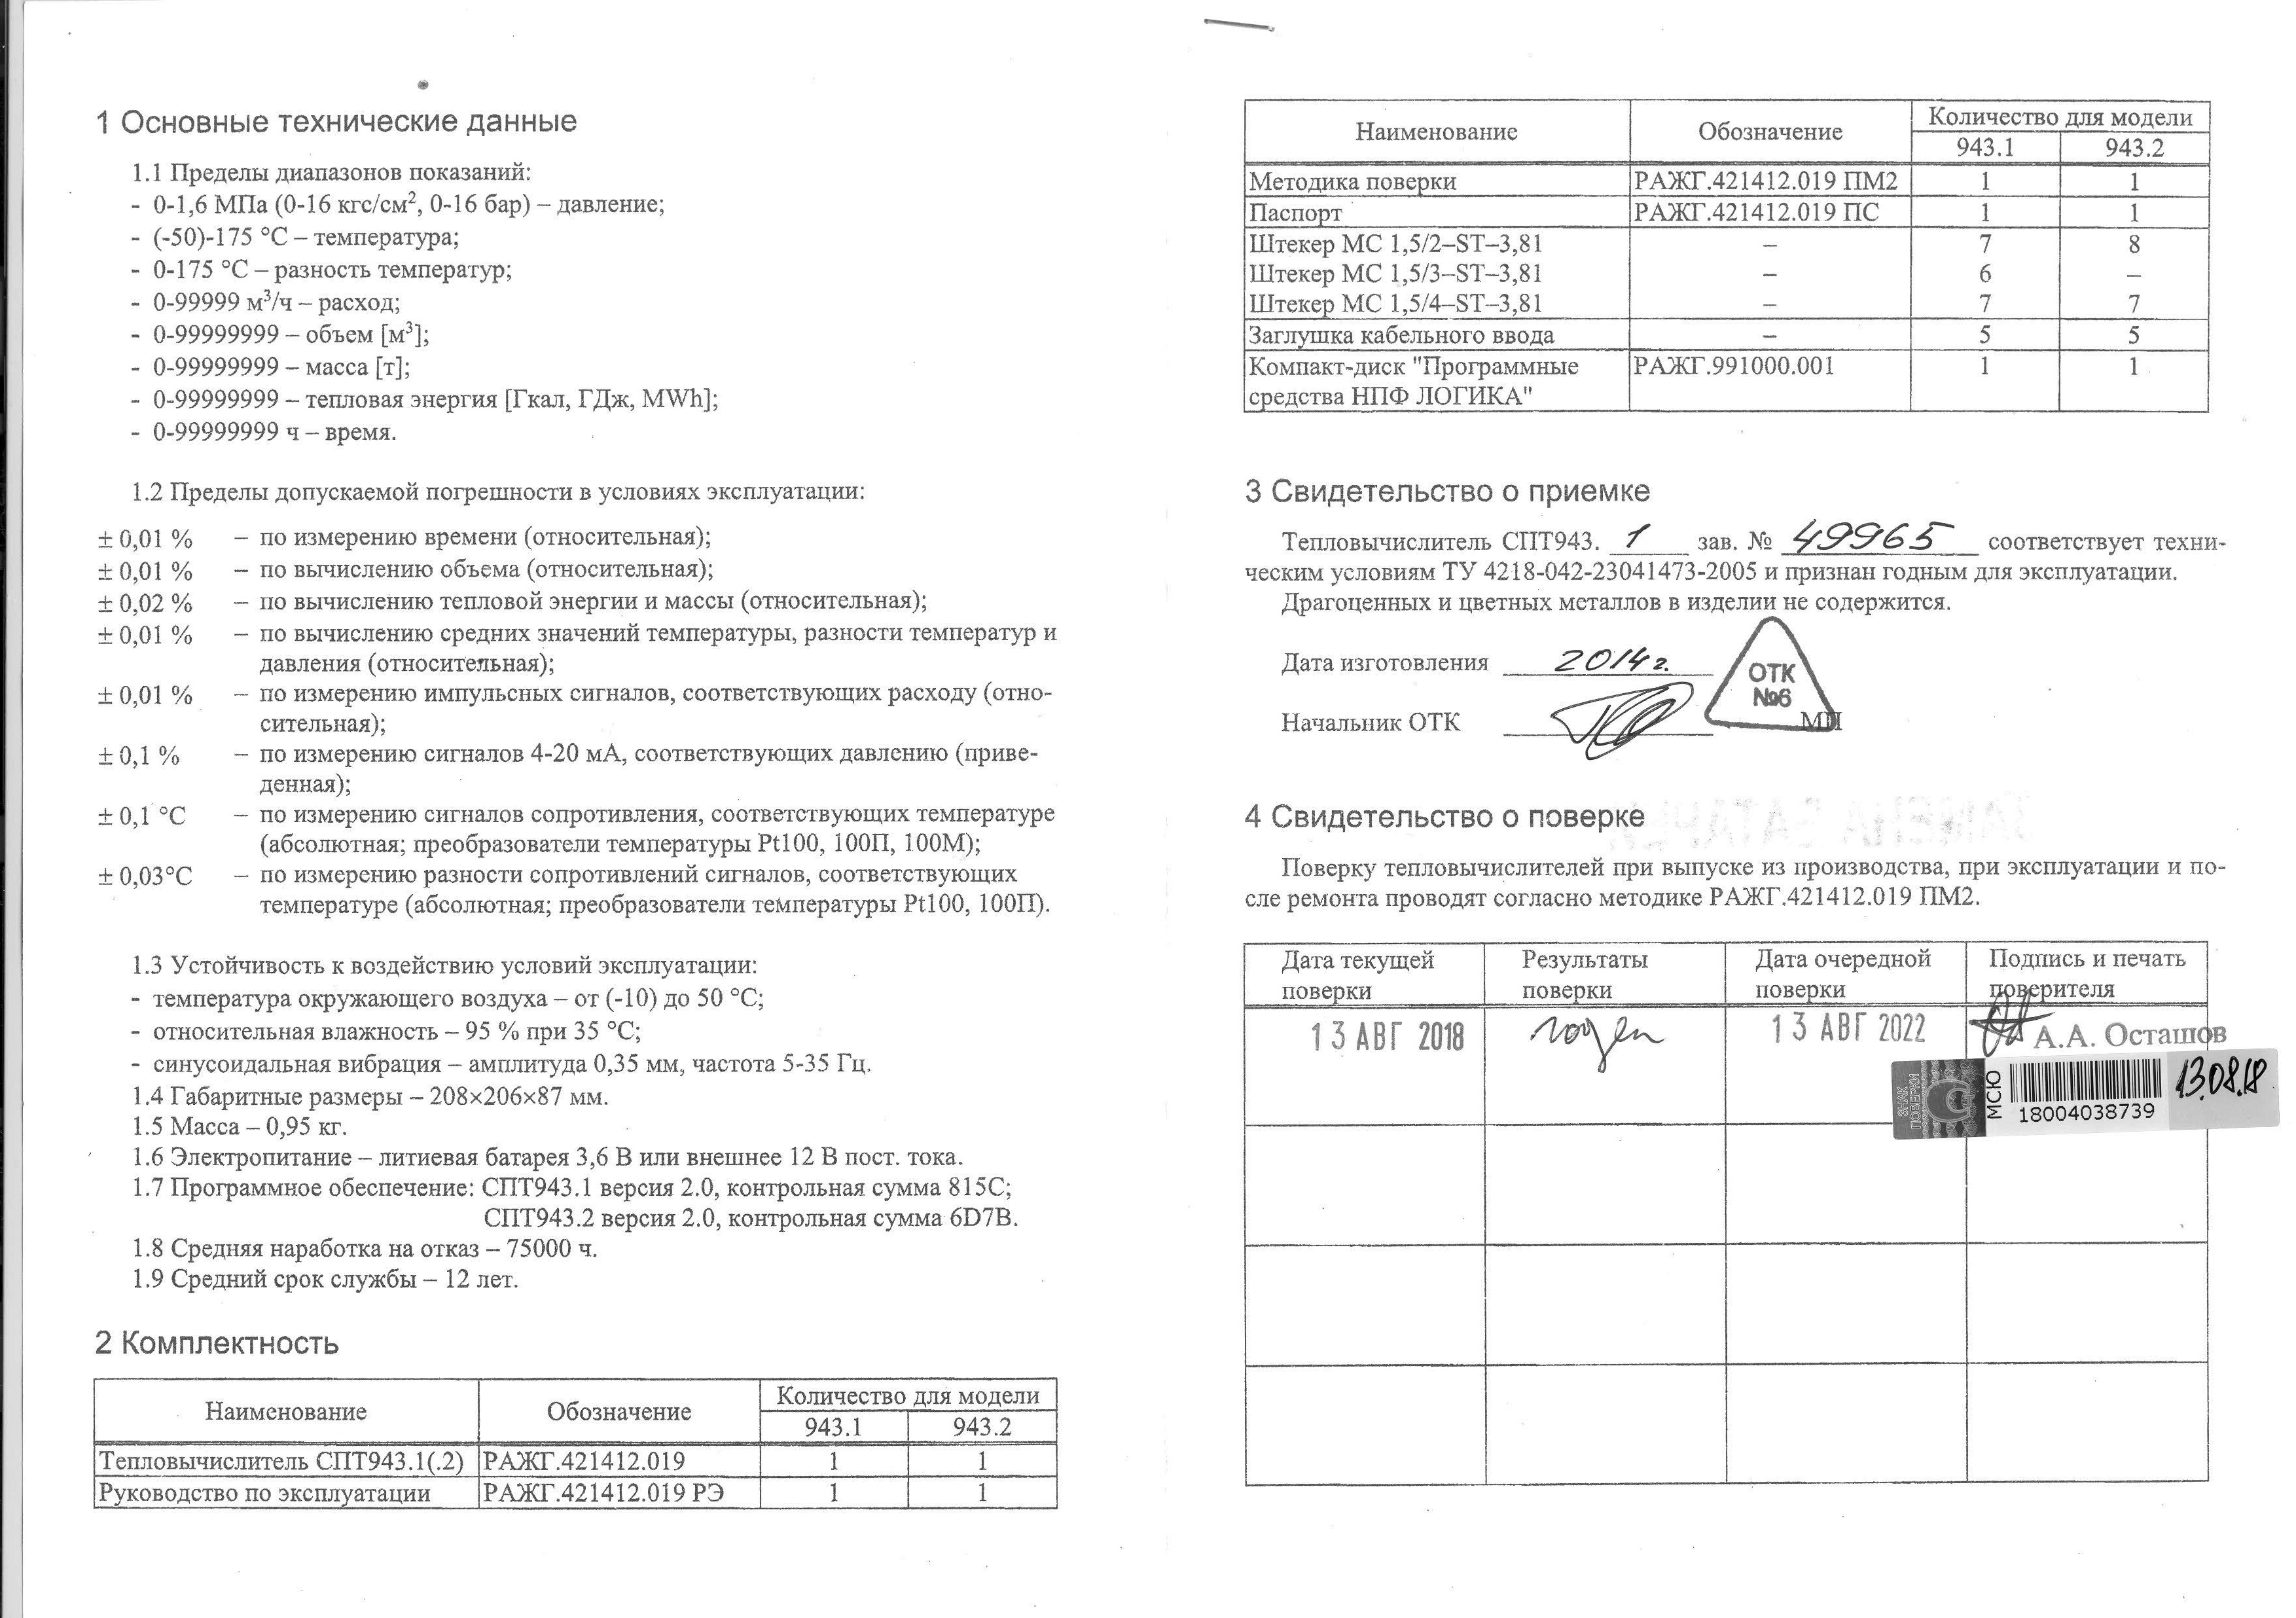 1 Основные технические данные
1.1 Пределы диапазонов показаний:
- 0-1,6 МПа (0-16 кгс/см², 0-16 бар) – давление;
- (-50)-175 °С – температура;
- 0-175 °С – разность температур;
- 0-99999 м³/ч – расход;
- 0-99999999 – объем [м³];
- 0-99999999 – масса [т];
- 0-99999999 – тепловая энергия [Гкал, ГДж, MWh];
- 0-99999999 ч – время.
1.2 Пределы допускаемой погрешности в условиях эксплуатации:
± 0,01 % – по измерению времени (относительная);
± 0,01 % – по вычислению объема (относительная);
± 0,02 % – по вычислению тепловой энергии и массы (относительная);
± 0,01 % – по вычислению средних значений температуры, разности температур и
давления (относительная);
± 0,01 % – по измерению импульсных сигналов, соответствующих расходу (отно-
сительная);
± 0,1 % – по измерению сигналов 4-20 мА, соответствующих давлению (приве-
денная);
± 0,1 °С – по измерению сигналов сопротивления, соответствующих температуре
(абсолютная; преобразователи температуры Pt100, 100П, 100М);
± 0,03°С – по измерению разности сопротивлений сигналов, соответствующих
температуре (абсолютная; преобразователи температуры Pt100, 100П).
1.3 Устойчивость к воздействию условий эксплуатации:
- температура окружающего воздуха – от (-10) до 50 °С;
- относительная влажность – 95 % при 35 °С;
- синусоидальная вибрация – амплитуда 0,35 мм, частота 5-35 Гц.
1.4 Габаритные размеры – 208×206×87 мм.
1.5 Масса – 0,95 кг.
1.6 Электропитание – литиевая батарея 3,6 В или внешнее 12 В пост. тока.
1.7 Программное обеспечение: СПТ943.1 версия 2.0, контрольная сумма 815С;
СПТ943.2 версия 2.0, контрольная сумма 6D7B.
1.8 Средняя наработка на отказ – 75000 ч.
1.9 Средний срок службы – 12 лет.
2 Комплектность
Наименование Обозначение Количество для модели
943.1 943.2
Тепловычислитель СПТ943.1(.2) РАЖГ.421412.019 1 1
Руководство по эксплуатации РАЖГ.421412.019 РЭ 1 1
Наименование Обозначение Количество для модели
943.1 943.2
Методика поверки РАЖГ.421412.019 ПМ2 1 1
Паспорт РАЖГ.421412.019 ПС 1 1
Штекер МС 1,5/2–ST–3,81 – 7 8
Штекер МС 1,5/3–ST–3,81 – 6 –
Штекер МС 1,5/4–ST–3,81 – 7 7
Заглушка кабельного ввода – 5 5
Компакт-диск "Программные РАЖГ.991000.001 1 1
средства НПФ ЛОГИКА"
3 Свидетельство о приемке
Тепловычислитель СПТ943. 1 зав. № 49965 соответствует техни-
ческим условиям ТУ 4218-042-23041473-2005 и признан годным для эксплуатации.
Драгоценных и цветных металлов в изделии не содержится.
Дата изготовления 2014г.
ОТК
№6
Начальник ОТК МП
4 Свидетельство о поверке
Поверку тепловычислителей при выпуске из производства, при эксплуатации и по-
сле ремонта проводят согласно методике РАЖГ.421412.019 ПМ2.
Дата текущей Результаты Дата очередной Подпись и печать
поверки поверки поверки поверителя
13 АВГ 2018 годен 13 АВГ 2022 А.А. Осташов
ЗНАК
ПОВЕРКИ
МСЮ
18004038739
13.08.18